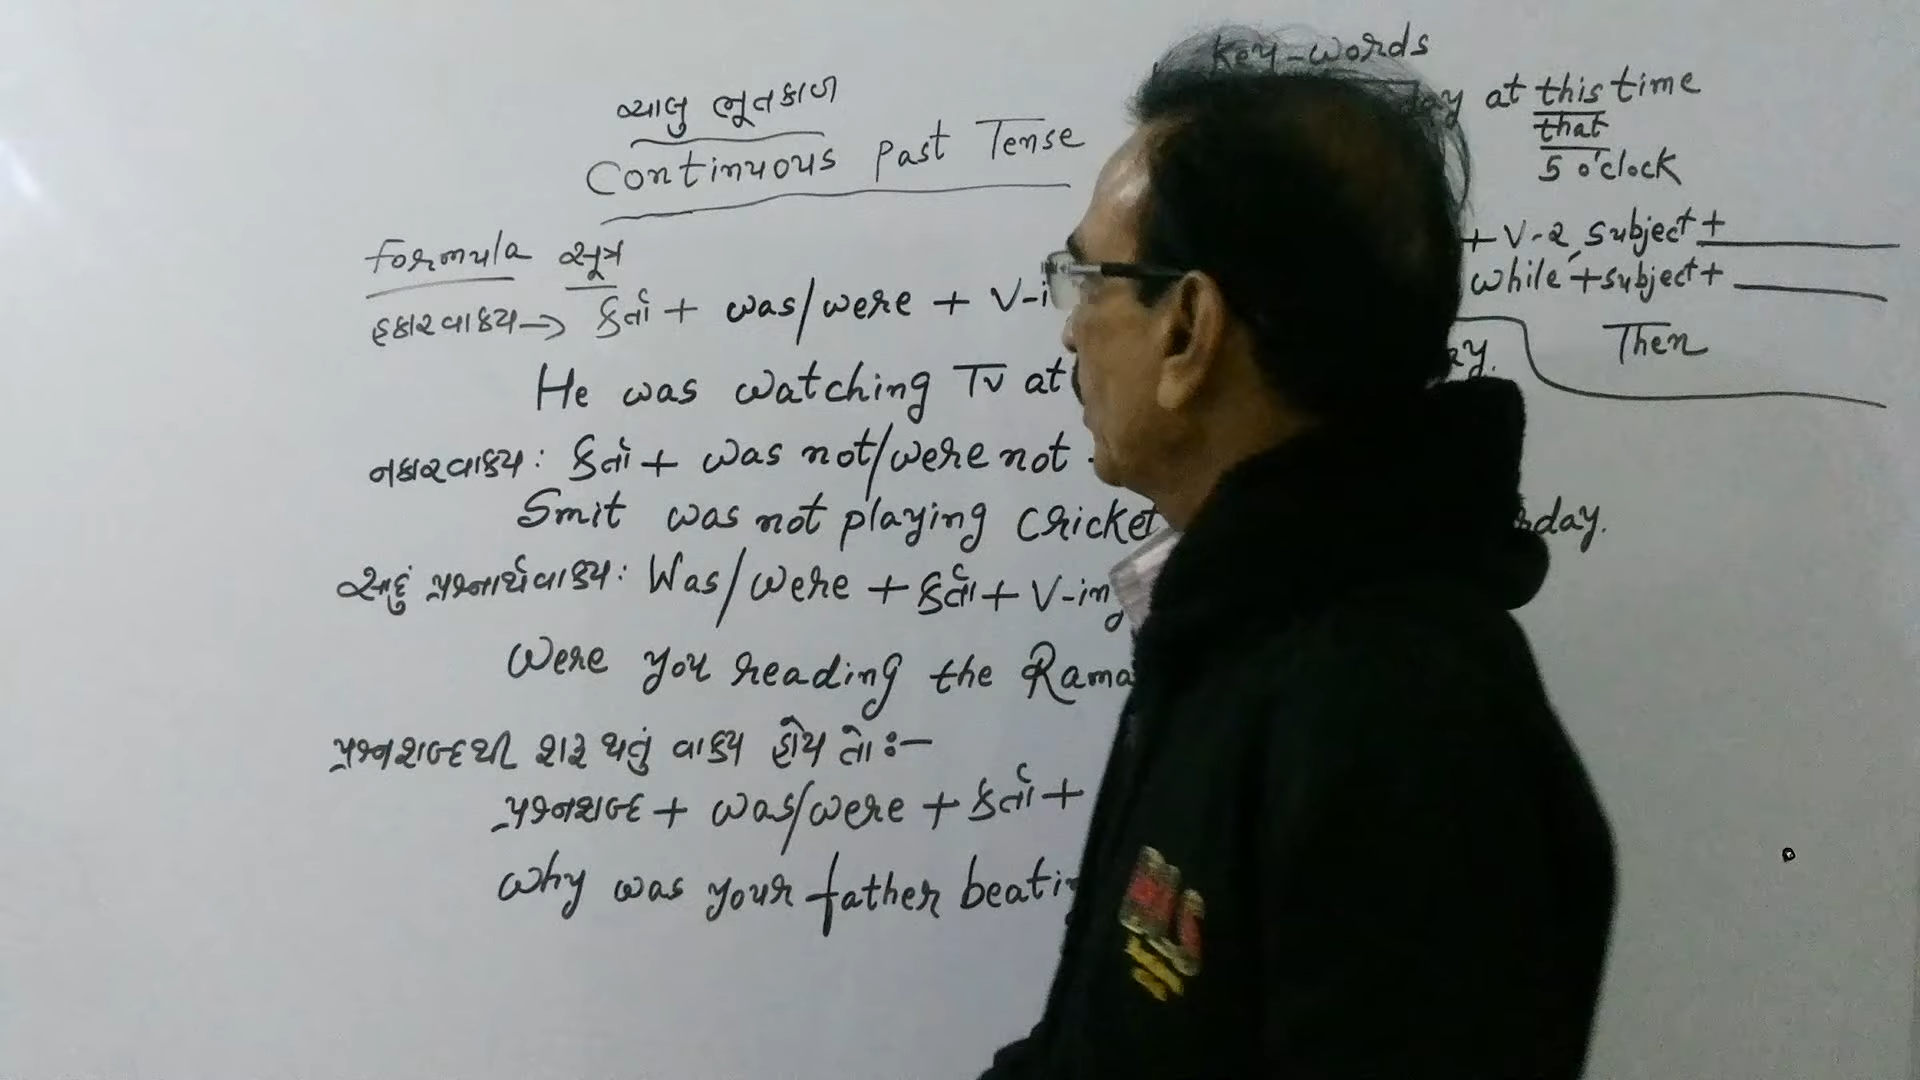 ચાલુ ભૂતકાળ
Continuous Past Tense
Formula સૂત્ર
હકારવાક્ય→ કર્તા + was/were + V-i
He was watching TV at
નકારવાક્ય: કર્તા + was not/were not
Smit was not playing cricket rday.
સાદું પ્રશ્નાર્થવાક્ય: Was/were + કર્તા + V-ing
Were you reading the Rama
પ્રશ્નશબ્દથી શરૂ થતું વાક્ય હોય તો :-
પ્રશ્નશબ્દ + was/were + કર્તા +
Why was your father beatin
Key-words
day at this time
that
5 o'clock
+ V-2, subject +
while + subject +
Then